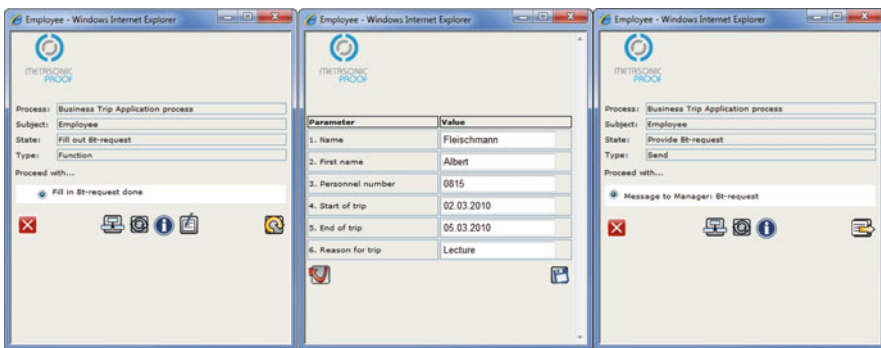 Employee - Windows Internet Explorer
METASONIC
PROOF
Process: Business Trip Application process
Subject: Employee
State: Fill out Bt-request
Type: Function
Proceed with...
Fill in Bt-request done
Employee - Windows Internet Explorer
METASONIC
PROOF
Parameter Value
1. Name Fleischmann
2. First name Albert
3. Personnel number 0815
4. Start of trip 02.03.2010
5. End of trip 05.03.2010
6. Reason for trip Lecture
Employee - Windows Internet Explorer
METASONIC
PROOF
Process: Business Trip Application process
Subject: Employee
State: Provide Bt-request
Type: Send
Proceed with...
Message to Manager: Bt-request